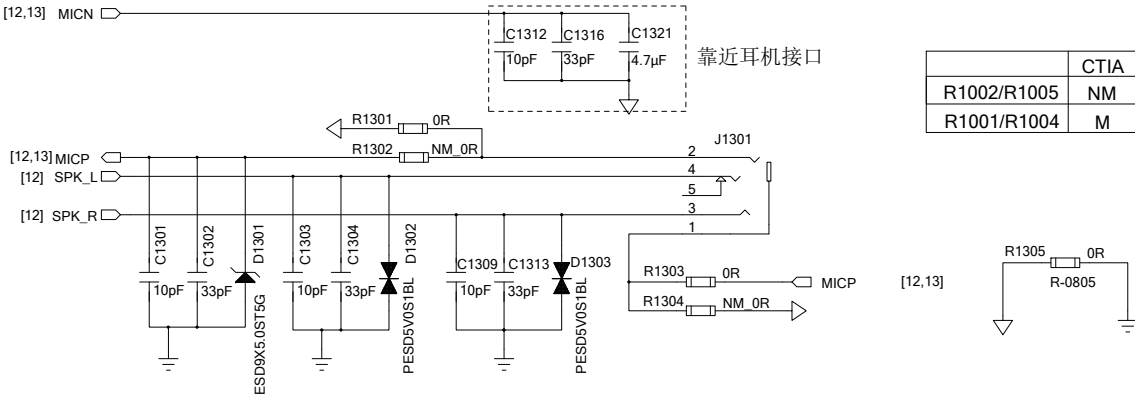 [12,13] MICN
C1312
C1316
C1321
10pF
33pF
4.7µF
靠近耳机接口
CTIA
R1002/R1005 NM
R1001/R1004 M
R1301 0R
R1302 NM_0R
J1301
[12,13] MICP
[12] SPK_L
[12] SPK_R
2
4
5
3
1
C1301
10pF
C1302
33pF
D1301
ESD9X5.0ST5G
C1303
10pF
C1304
33pF
D1302
PESD5V0S1BL
C1309
10pF
C1313
33pF
D1303
PESD5V0S1BL
R1303 0R
MICP [12,13]
R1304 NM_0R
R1305 0R
R-0805